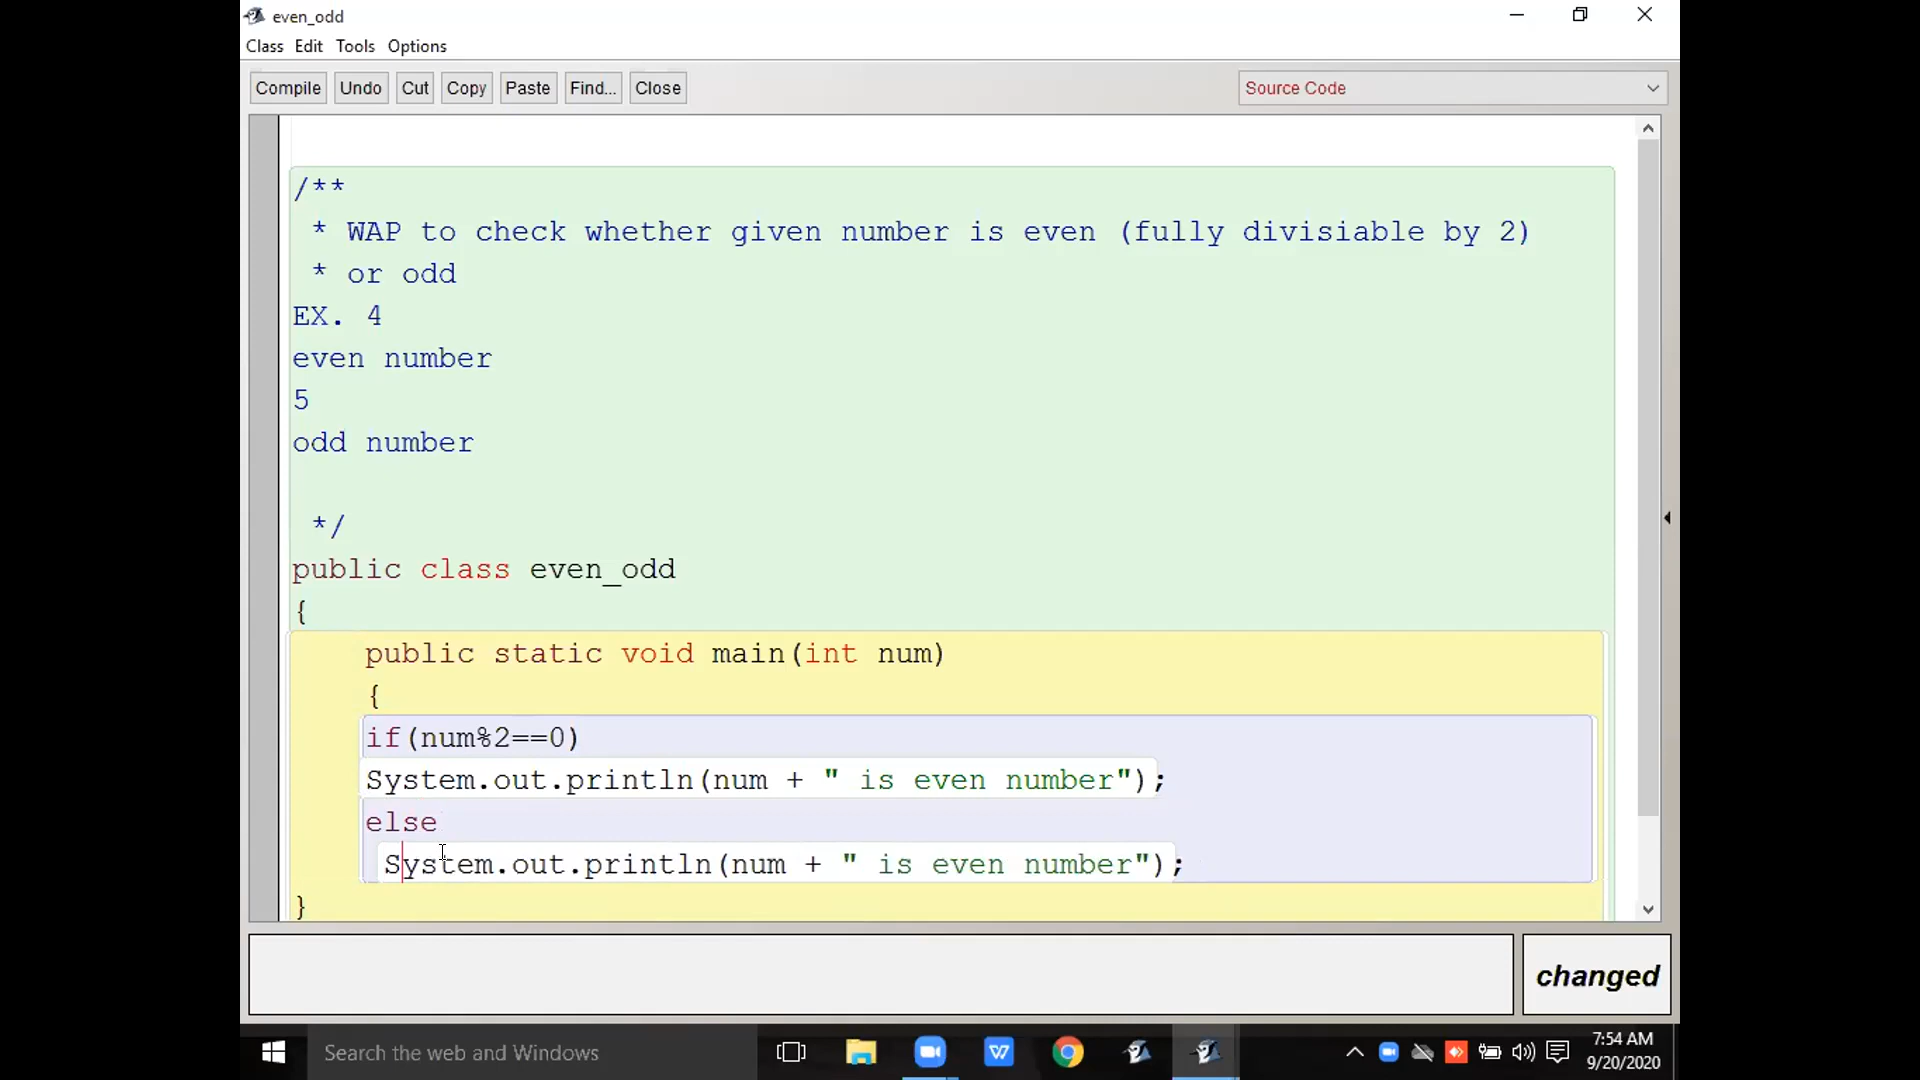 even_odd
Class Edit Tools Options
Compile Undo Cut Copy Paste Find... Close Source Code
/**
* WAP to check whether given number is even (fully divisiable by 2)
* or odd
EX. 4
even number
5
odd number
*/
public class even_odd
{
public static void main(int num)
{
if(num%2==0)
System.out.println(num + " is even number");
else
System.out.println(num + " is even number");
}
changed
Search the web and Windows
7:54 AM
9/20/2020